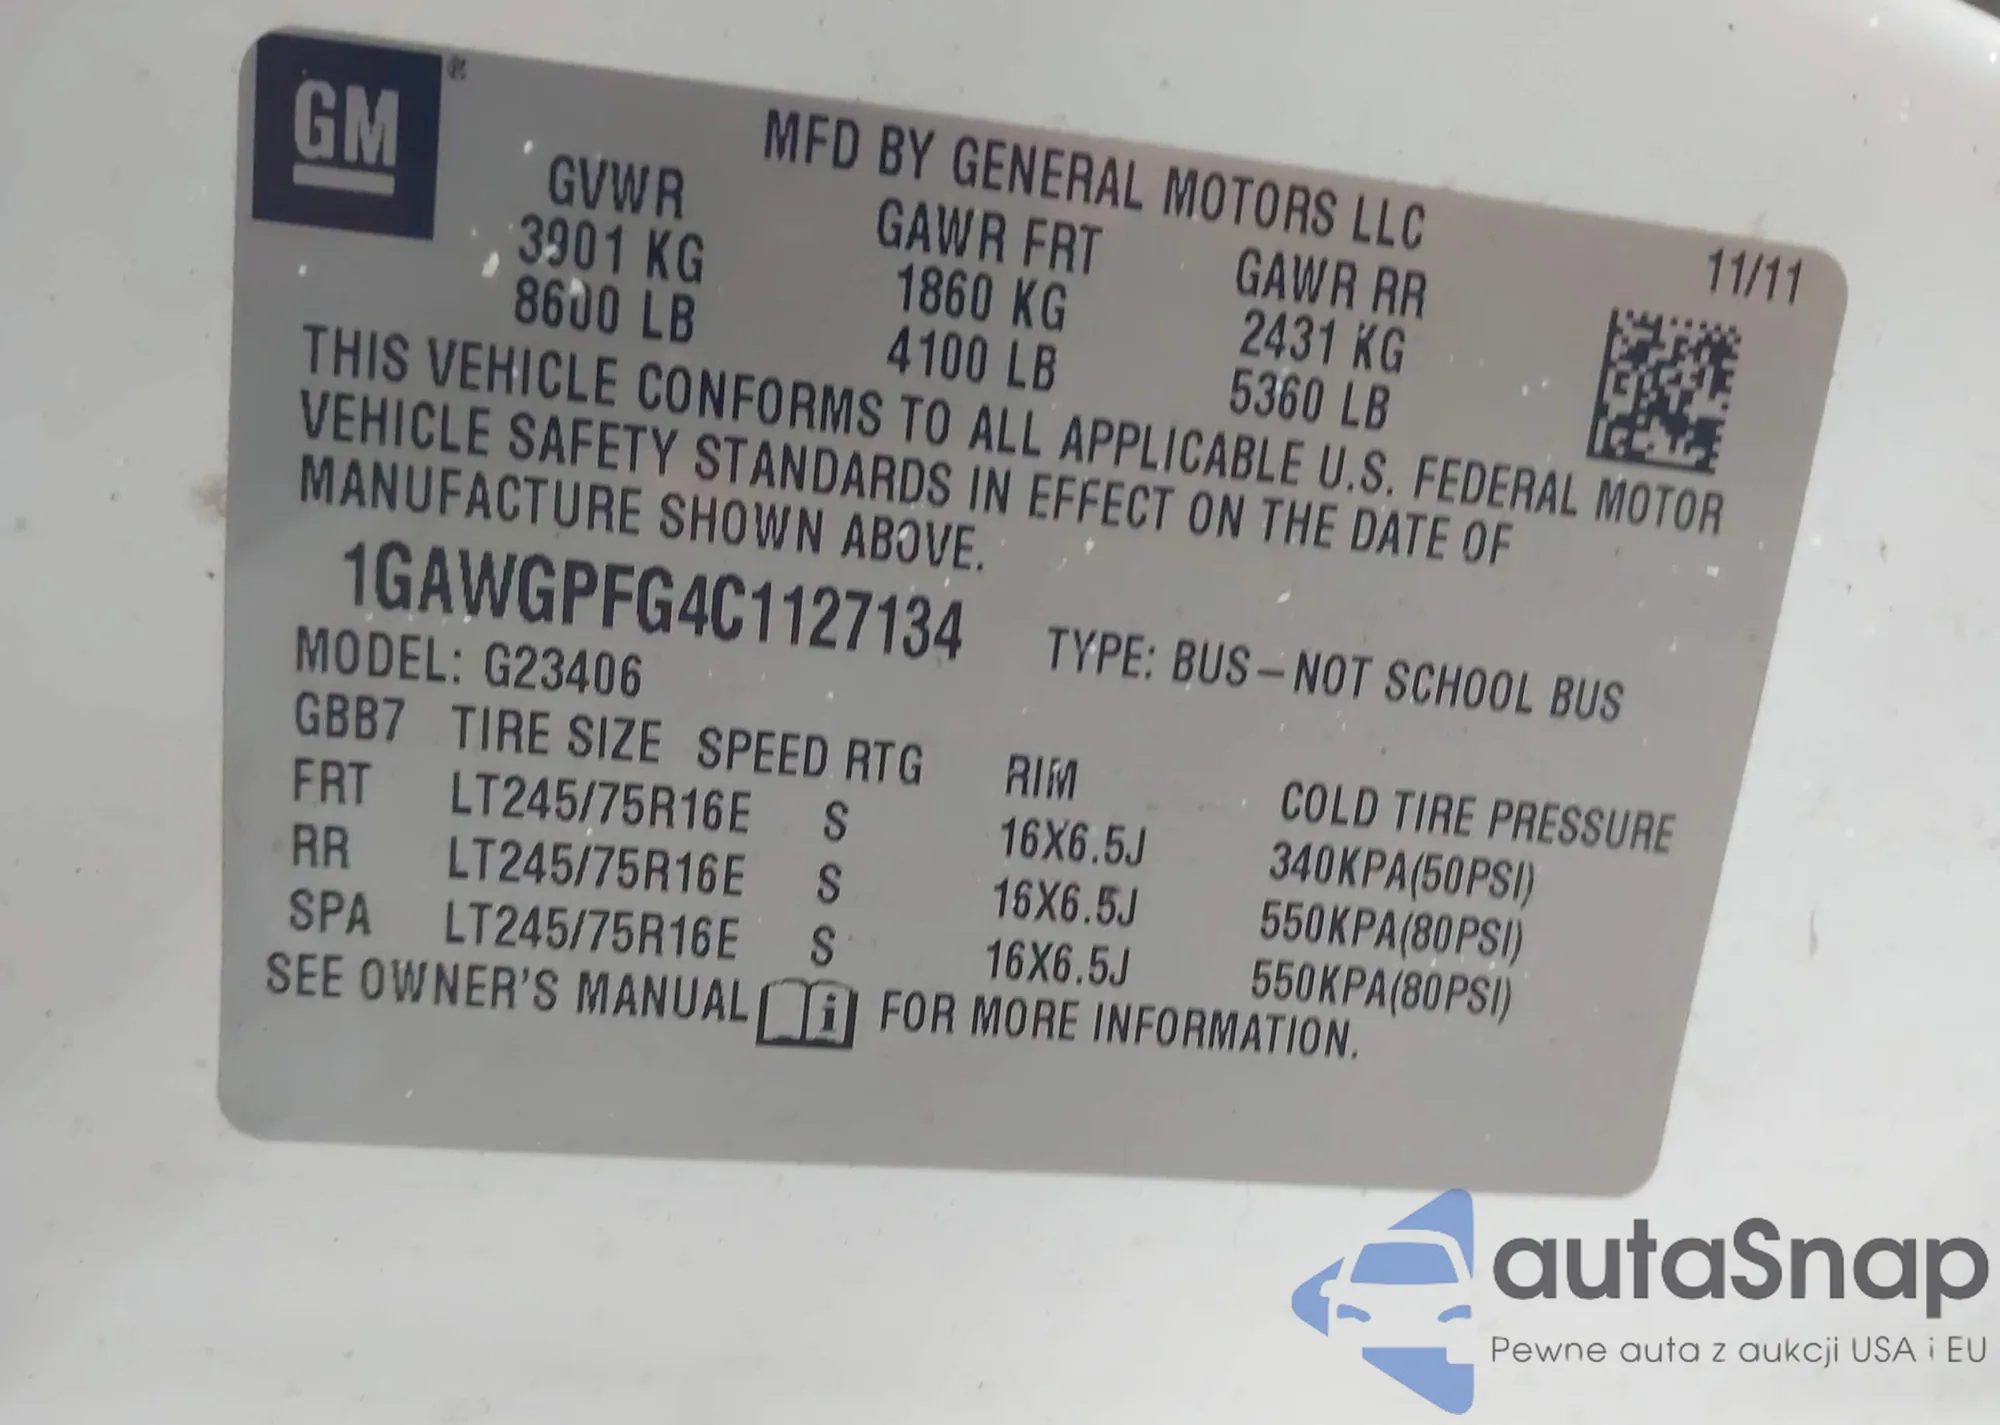 GM®
MFD BY GENERAL MOTORS LLC
11/11
GVWR GAWR FRT GAWR RR
3901 KG 1860 KG 2431 KG
8600 LB 4100 LB 5360 LB
THIS VEHICLE CONFORMS TO ALL APPLICABLE U.S. FEDERAL MOTOR
VEHICLE SAFETY STANDARDS IN EFFECT ON THE DATE OF
MANUFACTURE SHOWN ABOVE.
1GAWGPFG4C1127134 TYPE: BUS–NOT SCHOOL BUS
MODEL: G23406
GBB7 TIRE SIZE SPEED RTG RIM COLD TIRE PRESSURE
FRT LT245/75R16E S 16X6.5J 340KPA(50PSI)
RR LT245/75R16E S 16X6.5J 550KPA(80PSI)
SPA LT245/75R16E S 16X6.5J 550KPA(80PSI)
SEE OWNER'S MANUAL i FOR MORE INFORMATION.
autaSnap
Pewne auta z aukcji USA i EU